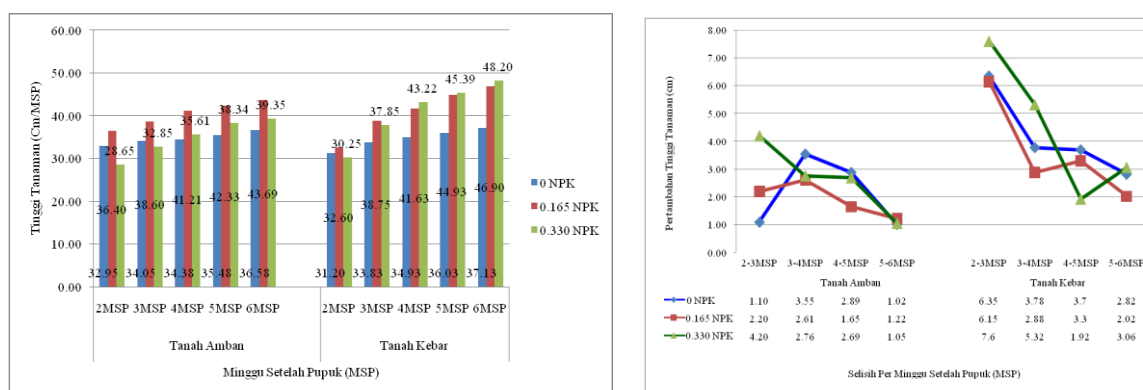 Tinggi Tanaman (Cm/MSP)
60.00
50.00
40.00
30.00
20.00
10.00
0.00
28.65 32.85 35.61 38.34 39.35 30.25 37.85 43.22 45.39 48.20
36.40 38.60 41.21 42.33 43.69 32.60 38.75 41.63 44.93 46.90
32.95 34.05 34.38 35.48 36.58 31.20 33.83 34.93 36.03 37.13
2MSP 3MSP 4MSP 5MSP 6MSP 2MSP 3MSP 4MSP 5MSP 6MSP
Tanah Amban Tanah Kebar
Minggu Setelah Pupuk (MSP)
0 NPK
0.165 NPK
0.330 NPK
Pertambahan Tinggi Tanaman (cm)
8.00
7.00
6.00
5.00
4.00
3.00
2.00
1.00
0.00
2-3MSP 3-4MSP 4-5MSP 5-6MSP 2-3MSP 3-4MSP 4-5MSP 5-6MSP
Tanah Amban Tanah Kebar
0 NPK 1.10 3.55 2.89 1.02 6.35 3.78 3.7 2.82
0.165 NPK 2.20 2.61 1.65 1.22 6.15 2.88 3.3 2.02
0.330 NPK 4.20 2.76 2.69 1.05 7.6 5.32 1.92 3.06
Selisih Per Minggu Setelah Pupuk (MSP)